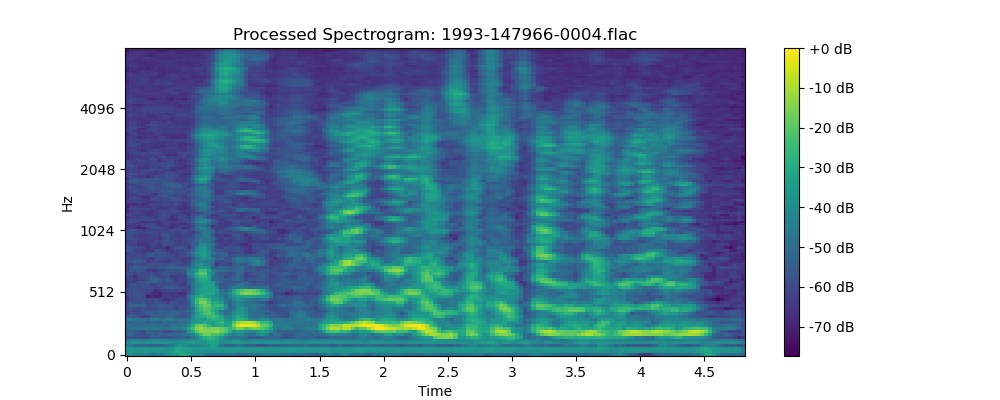 Processed Spectrogram: 1993-147966-0004.flac
Hz
4096
2048
1024
512
0
0 0.5 1 1.5 2 2.5 3 3.5 4 4.5
Time
+0 dB
-10 dB
-20 dB
-30 dB
-40 dB
-50 dB
-60 dB
-70 dB